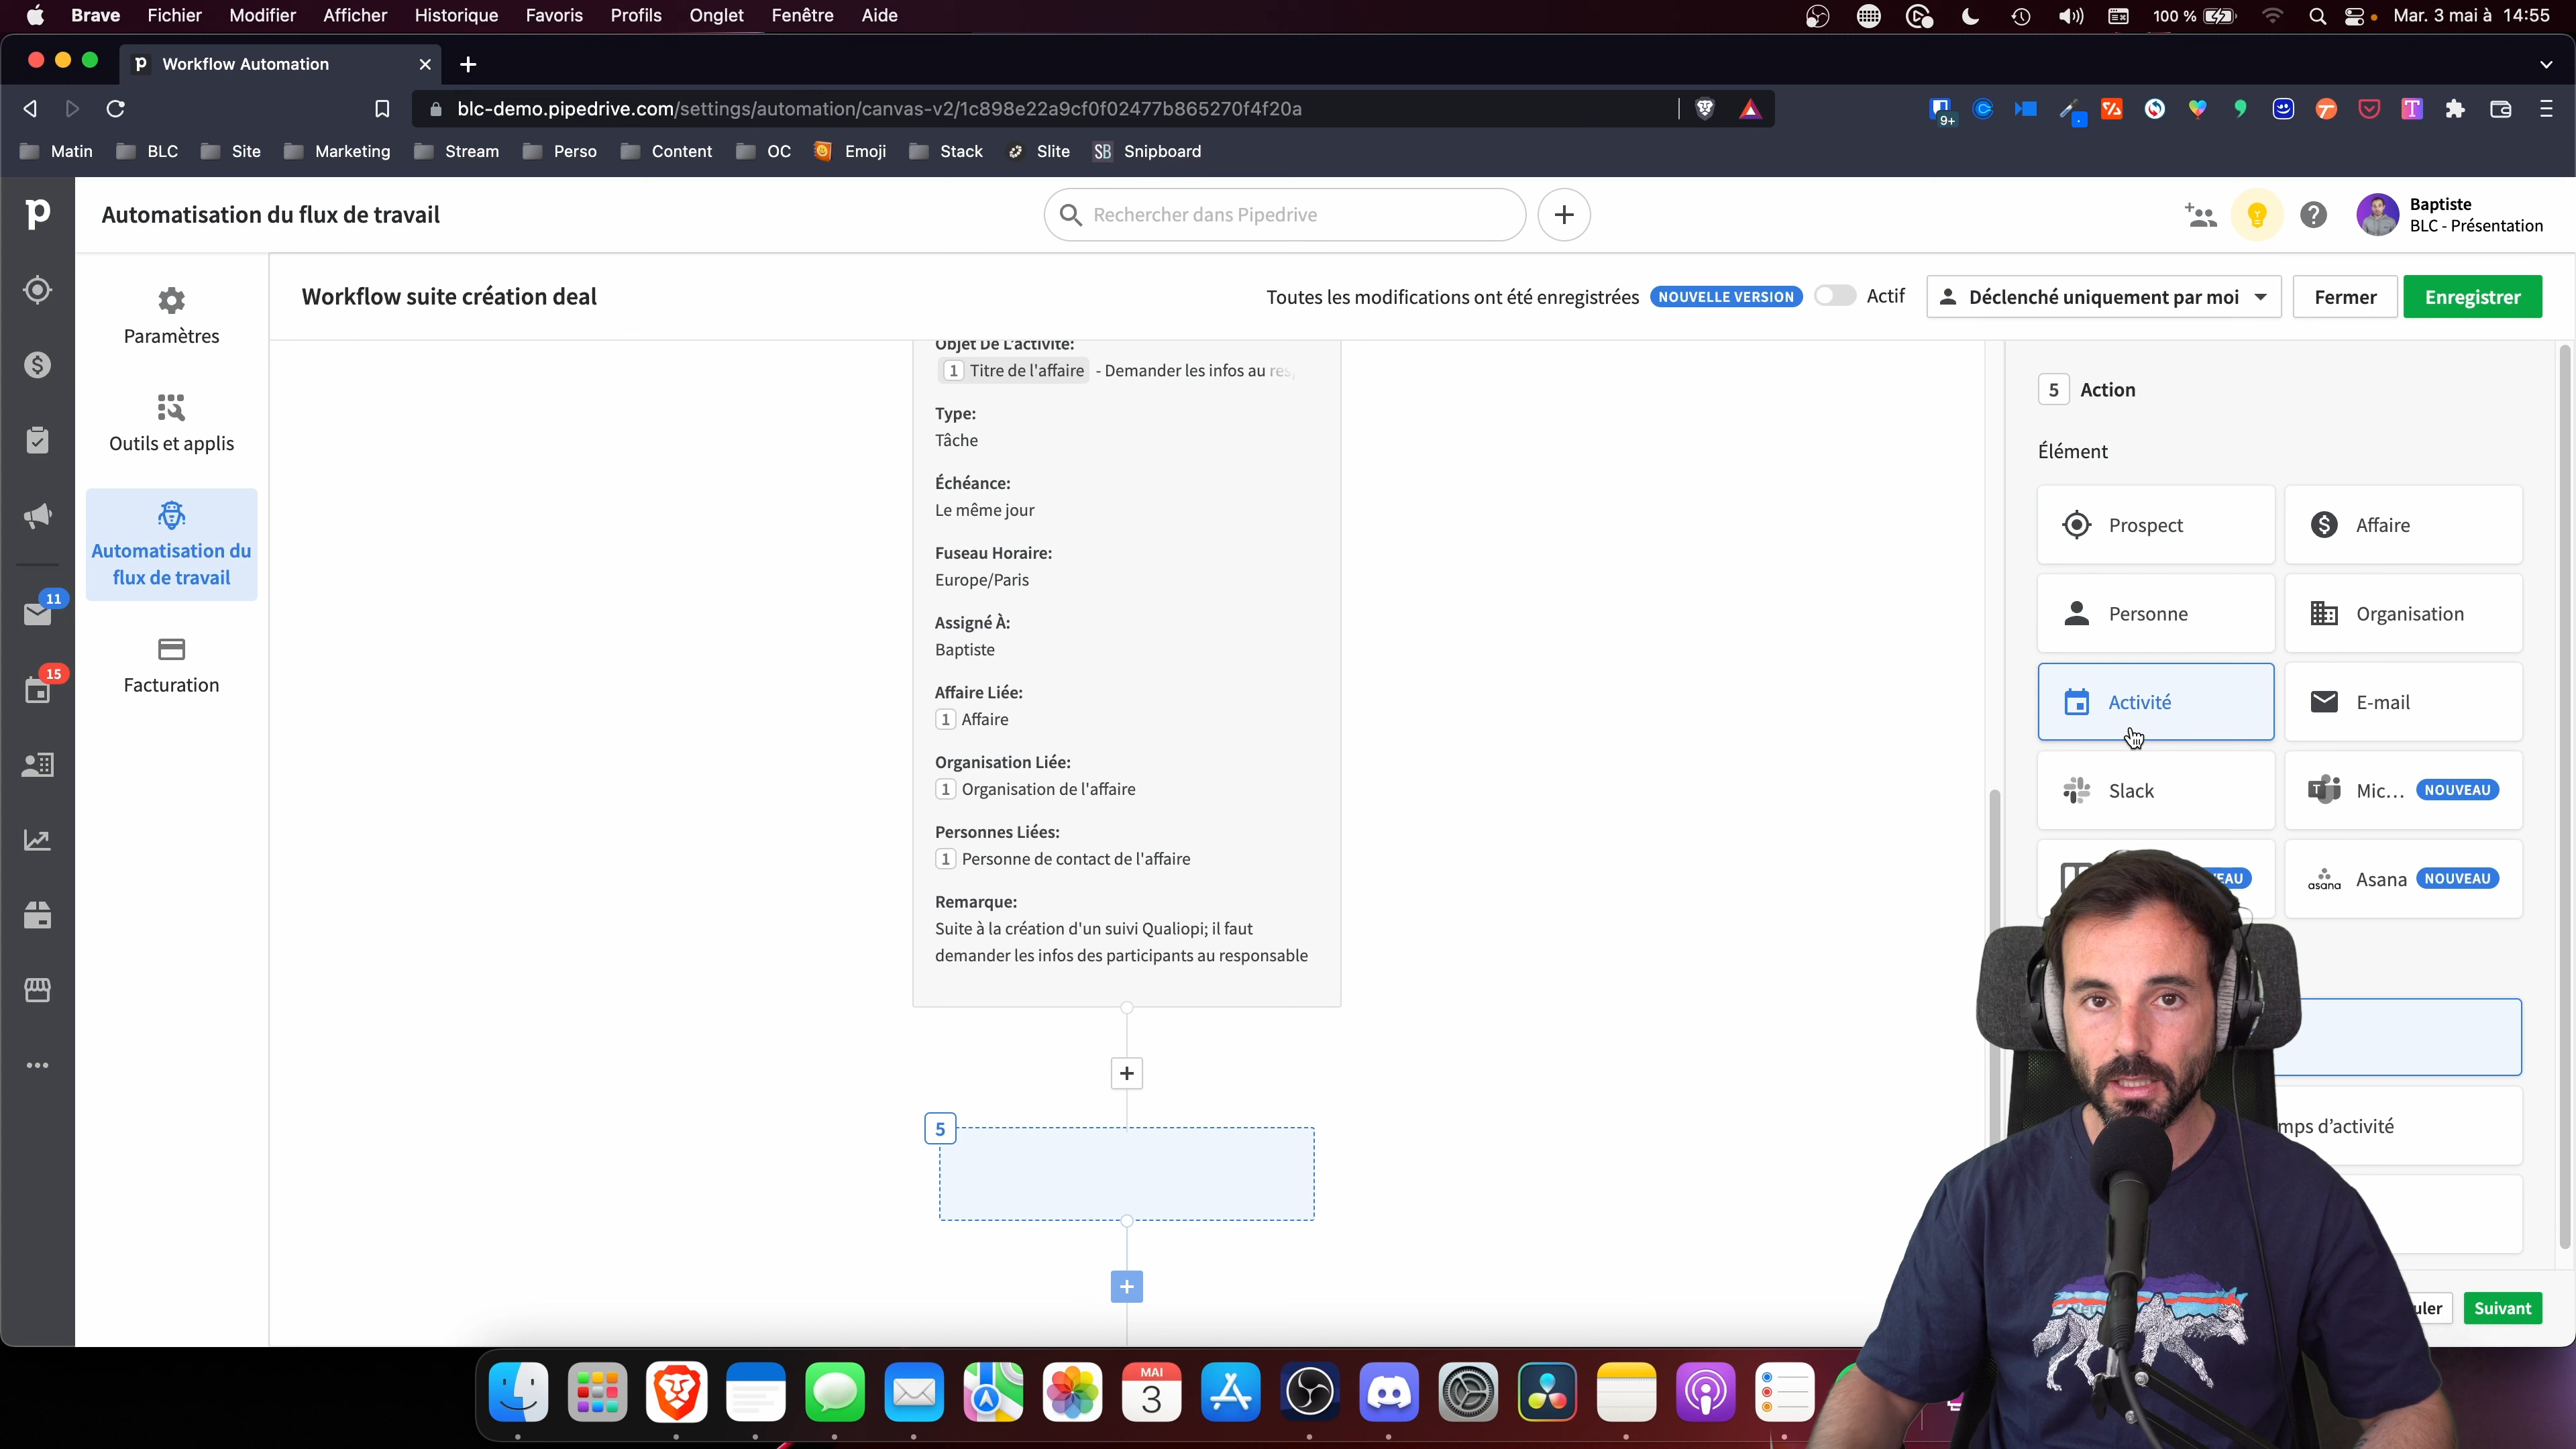 Brave Fichier Modifier Afficher Historique Favoris Profils Onglet Fenêtre Aide
100 % Mar. 3 mai à 14:55
Workflow Automation
blc-demo.pipedrive.com/settings/automation/canvas-v2/1c898e22a9cf0f02477b865270f4f20a
9+
Matin BLC Site Marketing Stream Perso Content OC Emoji Stack Slite SB Snipboard
Automatisation du flux de travail
Rechercher dans Pipedrive
Baptiste
BLC - Présentation
Workflow suite création deal
Toutes les modifications ont été enregistrées NOUVELLE VERSION Actif Déclenché uniquement par moi Fermer Enregistrer
Paramètres
Outils et applis
Automatisation du
flux de travail
Facturation
11
15
Objet De L'activité:
1 Titre de l'affaire - Demander les infos au res
Type:
Tâche
Échéance:
Le même jour
Fuseau Horaire:
Europe/Paris
Assigné À:
Baptiste
Affaire Liée:
1 Affaire
Organisation Liée:
1 Organisation de l'affaire
Personnes Liées:
1 Personne de contact de l'affaire
Remarque:
Suite à la création d'un suivi Qualiopi; il faut
demander les infos des participants au responsable
5
5 Action
Élément
Prospect Affaire
Personne Organisation
Activité E-mail
Slack Mic... NOUVEAU
EAU asana Asana NOUVEAU
mps d'activité
uler Suivant
MAI
3